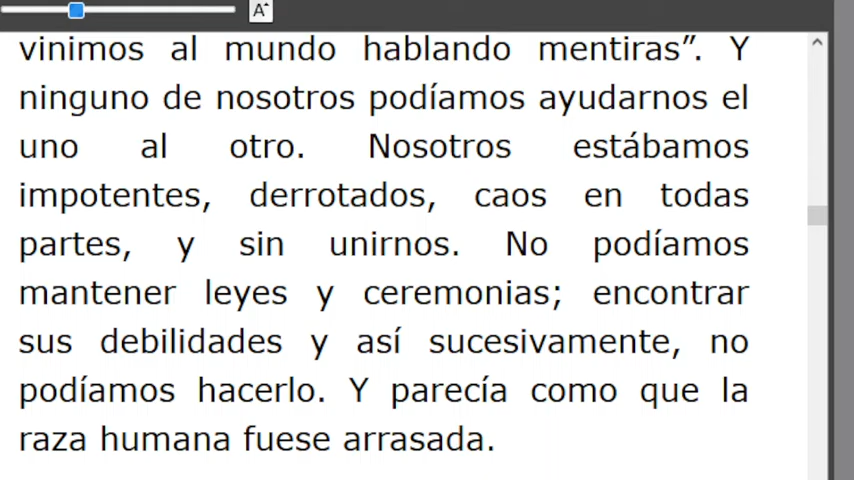 A
vinimos al mundo hablando mentiras”. Y
ninguno de nosotros podíamos ayudarnos el
uno al otro. Nosotros estábamos
impotentes, derrotados, caos en todas
partes, y sin unirnos. No podíamos
mantener leyes y ceremonias; encontrar
sus debilidades y así sucesivamente, no
podíamos hacerlo. Y parecía como que la
raza humana fuese arrasada.